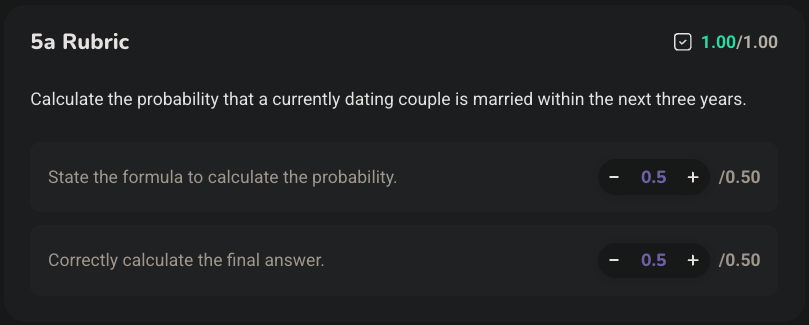 5a Rubric
1.00/1.00
Calculate the probability that a currently dating couple is married within the next three years.
State the formula to calculate the probability.
− 0.5 + /0.50
Correctly calculate the final answer.
− 0.5 + /0.50